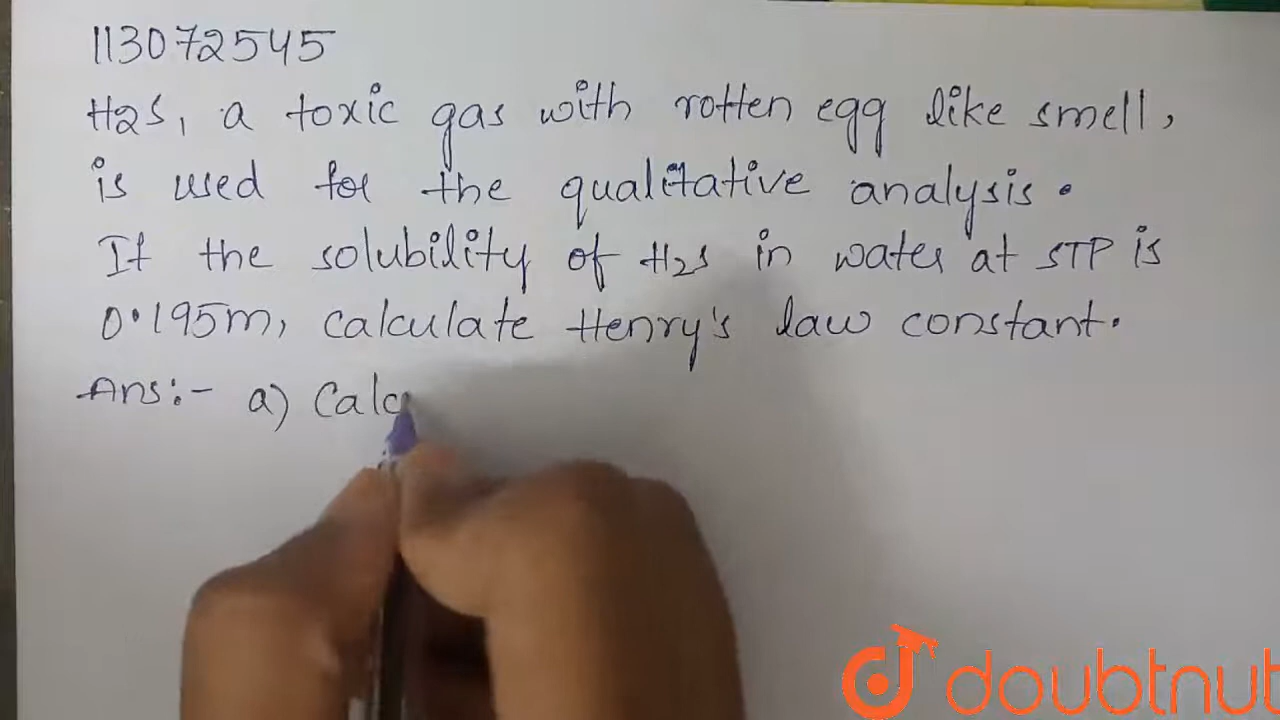 113072545
H2S, a toxic gas with rotten egg like smell,
is used for the qualitative analysis.
If the solubility of H2S in water at STP is
0.195m, calculate Henry's law constant.
Ans:- a) Calc
doubtnut